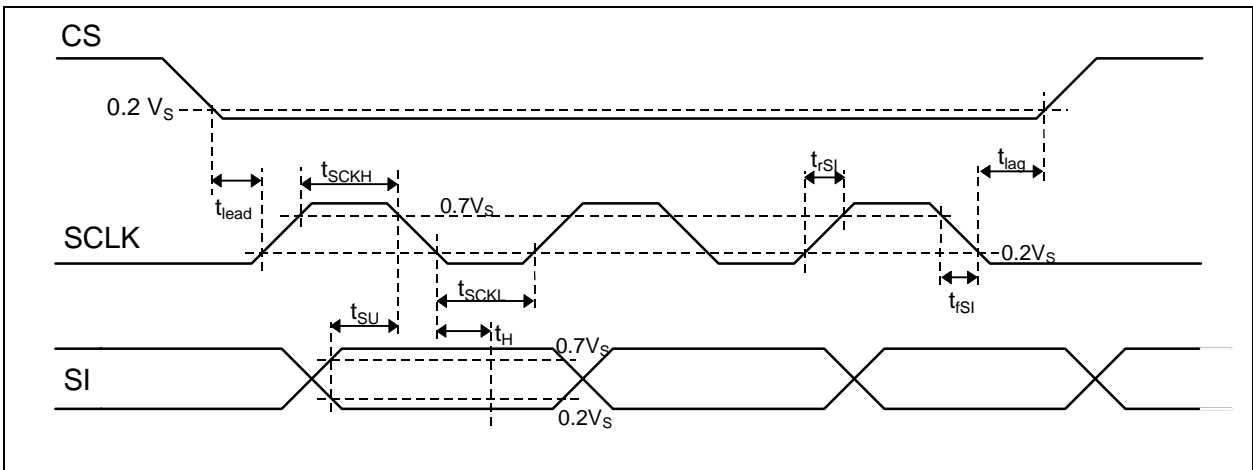 CS
0.2 VS
tlead
tSCKH
trSI
tlag
0.7VS
SCLK
0.2VS
tSCKL
tfSI
tSU
tH
0.7VS
SI
0.2VS